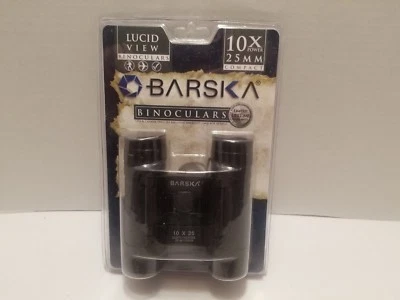 LUCID
VIEW
BINOCULARS
10X
POWER
25MM
COMPACT
BARSKA
BINOCULARS
BARSKA
10 X 25